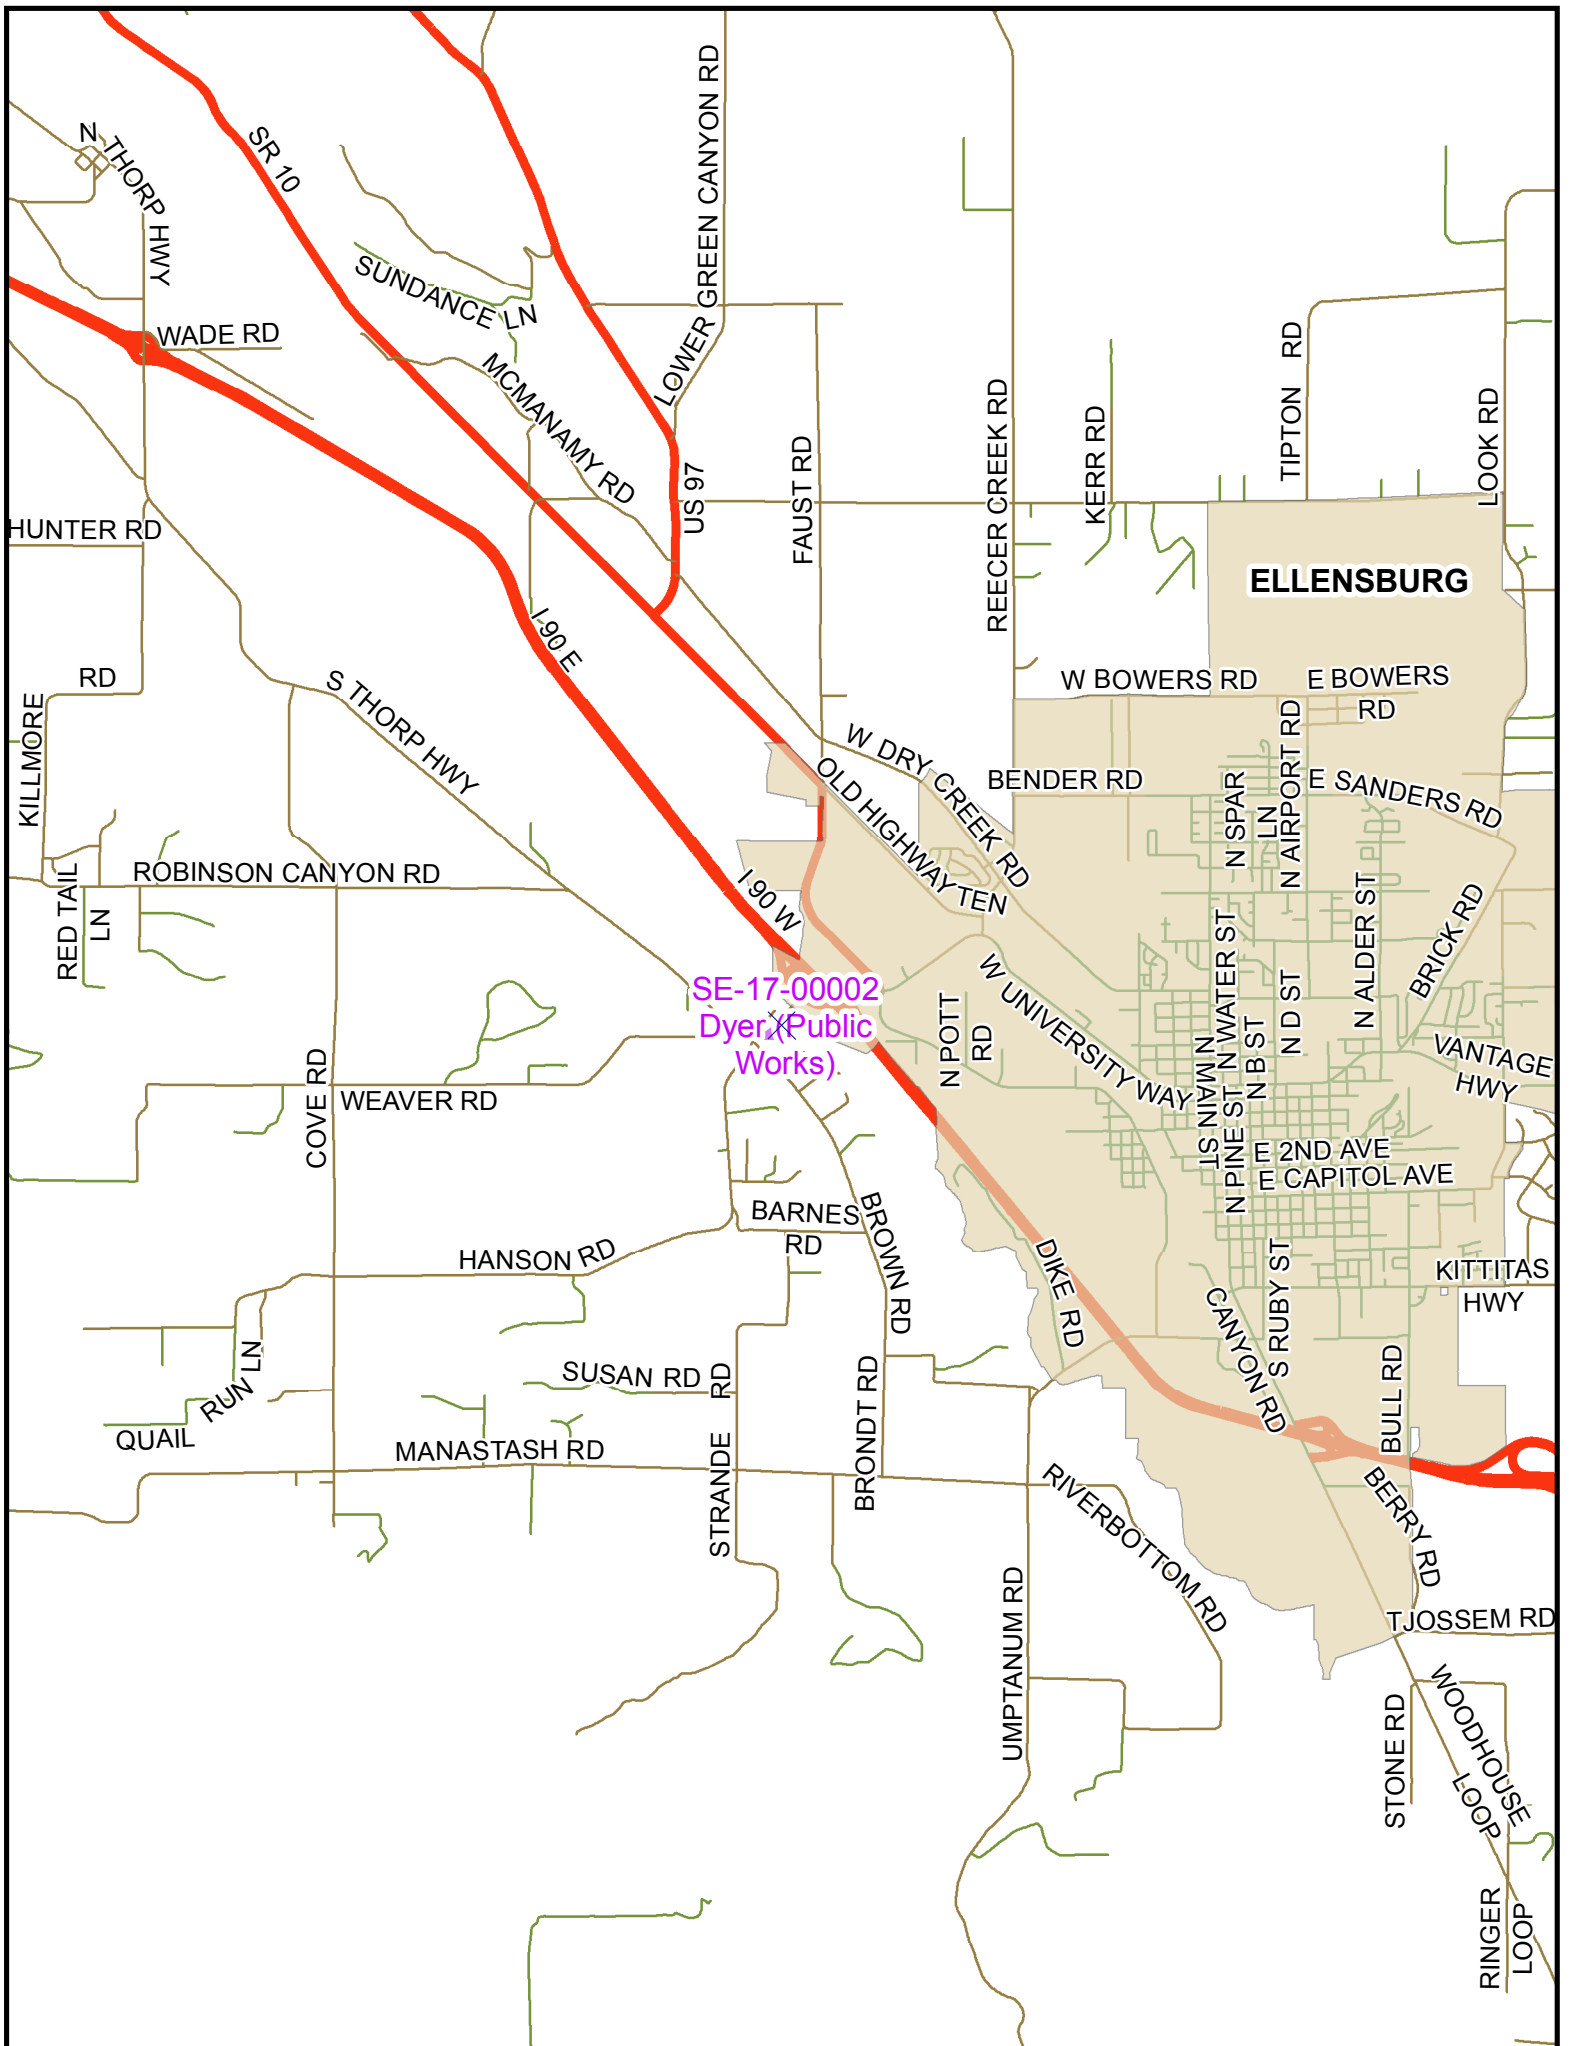 N THORP HWY
SR 10
LOWER GREEN CANYON RD
SUNDANCE LN
WADE RD
MCMANAMY RD
US 97
FAUST RD
REECER CREEK RD
KERR RD
TIPTON RD
LOOK RD
HUNTER RD
ELLENSBURG
I-90 E
KILLMORE
RD
S THORP HWY
W BOWERS RD
E BOWERS
RD
W DRY CREEK RD
BENDER RD
N SPAR
LN
N AIRPORT RD
E SANDERS RD
OLD HIGHWAY TEN
ROBINSON CANYON RD
RED TAIL
LN
I-90 W
N ALDER ST
BRICK RD
SE-17-00002
Dyer (Public
Works)
N POTT
RD
W UNIVERSITY WAY
N WATER ST
N MAIN ST
N PINE ST
N B ST
N D ST
VANTAGE
HWY
COVE RD
WEAVER RD
E 2ND AVE
E CAPITOL AVE
BARNES
RD
BROWN RD
HANSON RD
DIKE RD
CANYON RD
S RUBY ST
KITTITAS
HWY
RUN LN
QUAIL
SUSAN RD
STRANDE RD
BRONDT RD
BULL RD
MANASTASH RD
RIVERBOTTOM RD
BERRY RD
UMPTANUM RD
TJOSSEM RD
STONE RD
WOODHOUSE
LOOP
RINGER
LOOP